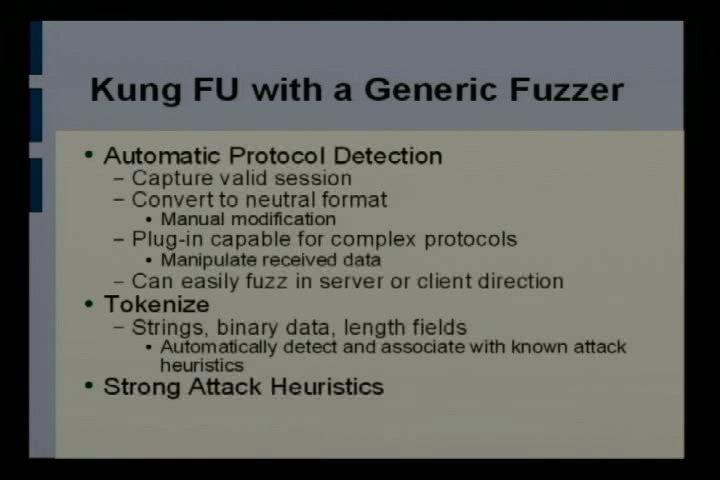 Kung FU with a Generic Fuzzer
• Automatic Protocol Detection
– Capture valid session
– Convert to neutral format
• Manual modification
– Plug-in capable for complex protocols
• Manipulate received data
– Can easily fuzz in server or client direction
• Tokenize
– Strings, binary data, length fields
• Automatically detect and associate with known attack
heuristics
• Strong Attack Heuristics